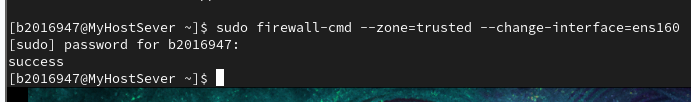 [b2016947@MyHostSever ~]$ sudo firewall-cmd --zone=trusted --change-interface=ens160
[sudo] password for b2016947:
success
[b2016947@MyHostSever ~]$